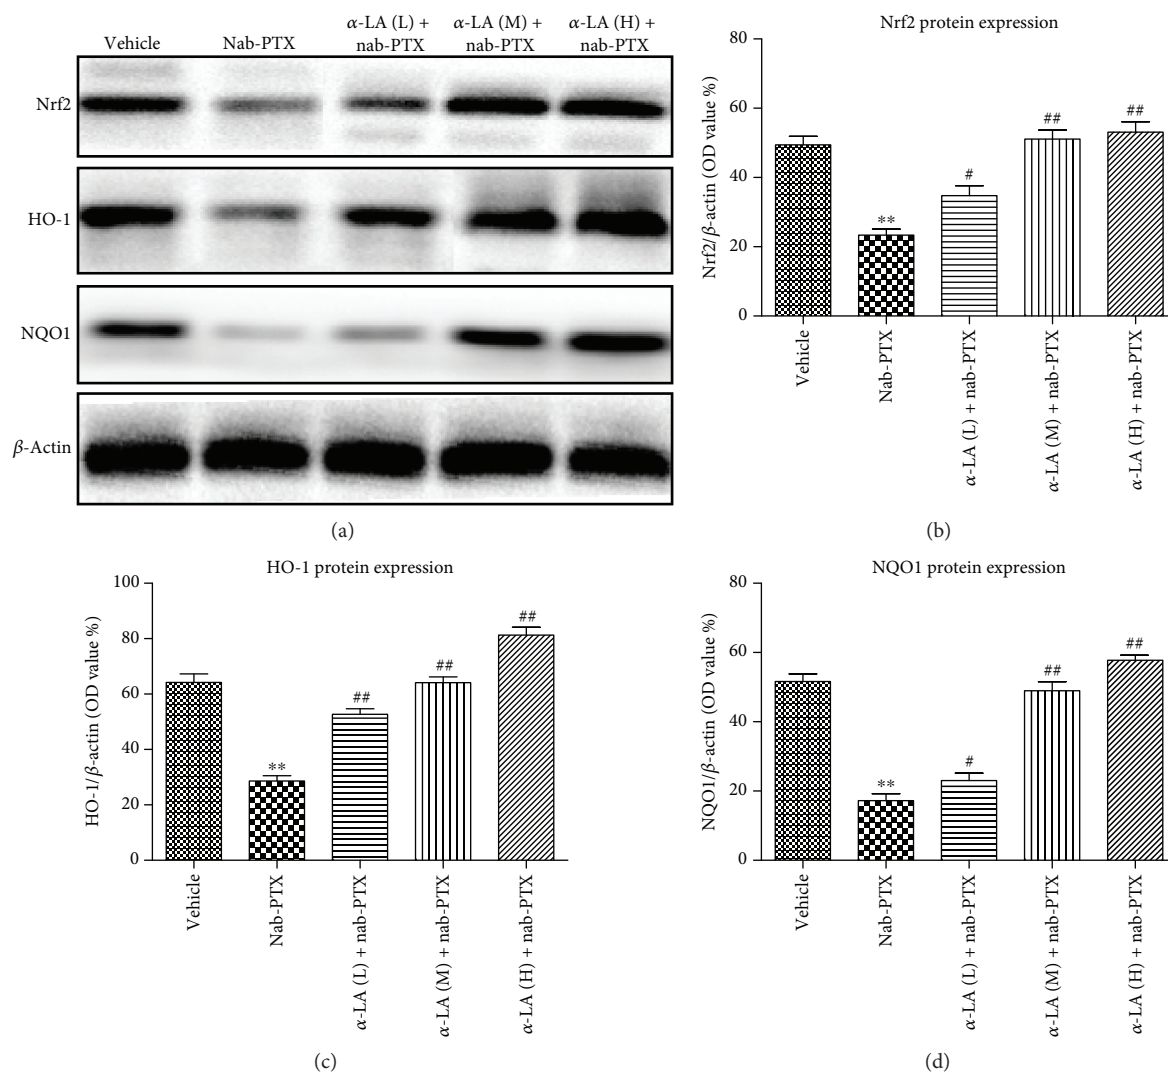 Vehicle
Nab-PTX
α-LA (L) +
nab-PTX
α-LA (M) +
nab-PTX
α-LA (H) +
nab-PTX
Nrf2
HO-1
NQO1
β-Actin
(a)
Nrf2 protein expression
Nrf2/β-actin (OD value %)
80
60
40
20
0
**
#
##
##
Vehicle
Nab-PTX
α-LA (L) + nab-PTX
α-LA (M) + nab-PTX
α-LA (H) + nab-PTX
(b)
HO-1 protein expression
HO-1/β-actin (OD value %)
100
80
60
40
20
0
**
##
##
##
Vehicle
Nab-PTX
α-LA (L) + nab-PTX
α-LA (M) + nab-PTX
α-LA (H) + nab-PTX
(c)
NQO1 protein expression
NQO1/β-actin (OD value %)
80
60
40
20
0
**
#
##
##
Vehicle
Nab-PTX
α-LA (L) + nab-PTX
α-LA (M) + nab-PTX
α-LA (H) + nab-PTX
(d)